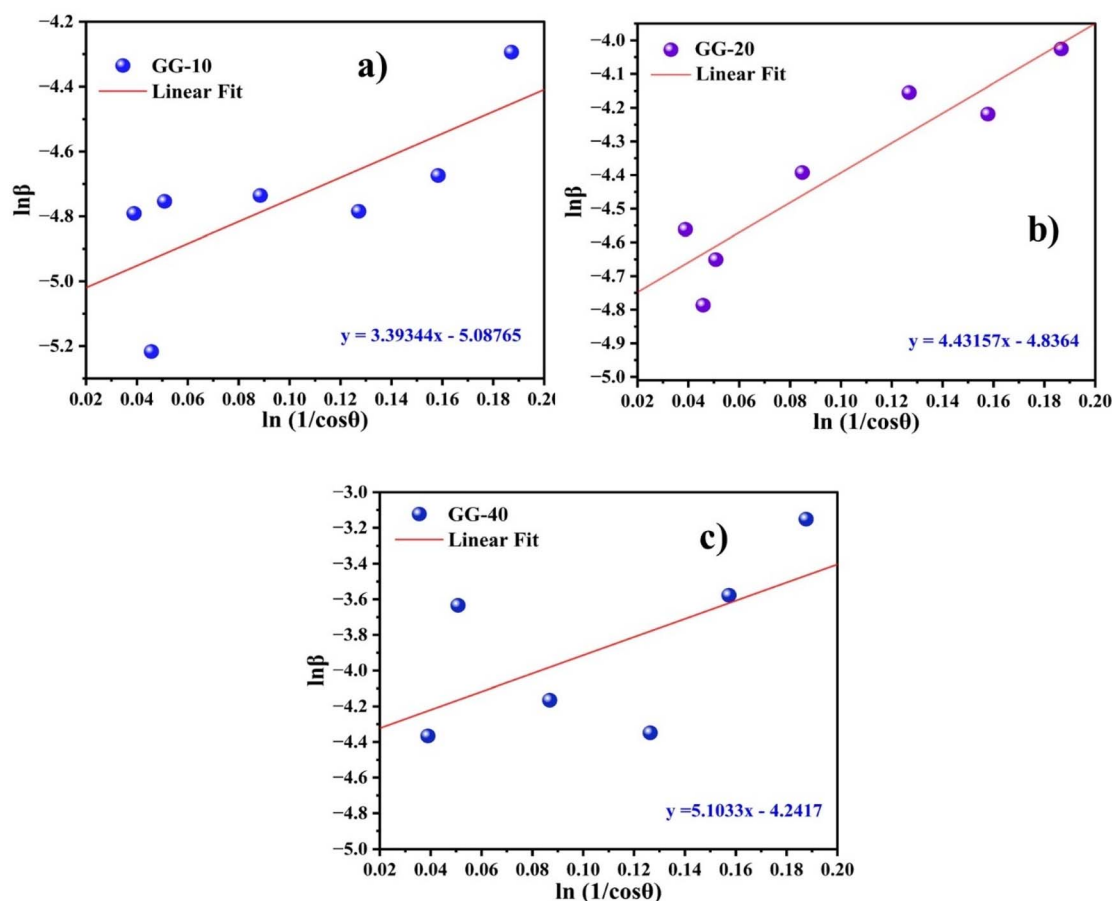 a)
GG-10
Linear Fit
lnβ
−4.2
−4.4
−4.6
−4.8
−5.0
−5.2
y = 3.39344x - 5.08765
0.02 0.04 0.06 0.08 0.10 0.12 0.14 0.16 0.18 0.20
ln (1/cosθ)
b)
GG-20
Linear Fit
lnβ
−4.0
−4.1
−4.2
−4.3
−4.4
−4.5
−4.6
−4.7
−4.8
−4.9
−5.0
y = 4.43157x - 4.8364
0.02 0.04 0.06 0.08 0.10 0.12 0.14 0.16 0.18 0.20
ln (1/cosθ)
c)
GG-40
Linear Fit
lnβ
−3.0
−3.2
−3.4
−3.6
−3.8
−4.0
−4.2
−4.4
−4.6
−4.8
−5.0
y =5.1033x - 4.2417
0.02 0.04 0.06 0.08 0.10 0.12 0.14 0.16 0.18 0.20
ln (1/cosθ)